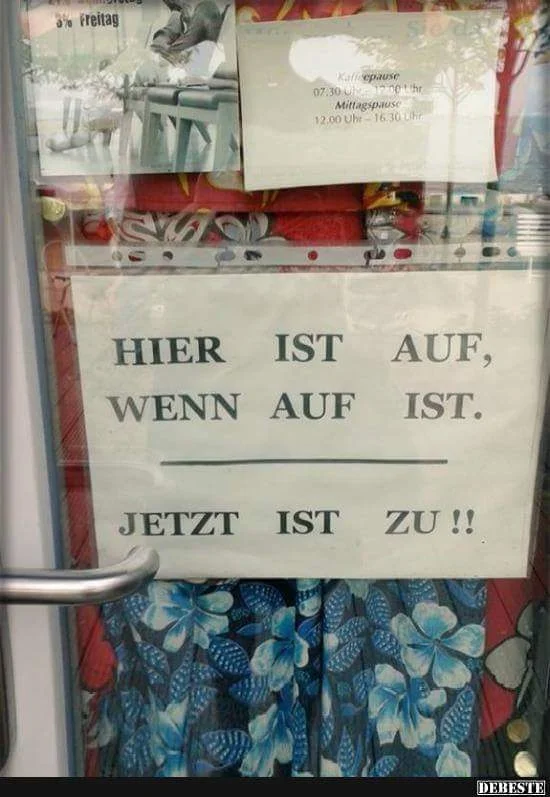 3% Freitag
Kaffeepause
07.30 Uhr – 12.00 Uhr
Mittagspause
12.00 Uhr – 16.30 Uhr
HIER IST AUF,
WENN AUF IST.
JETZT IST ZU !!
DEBESTE